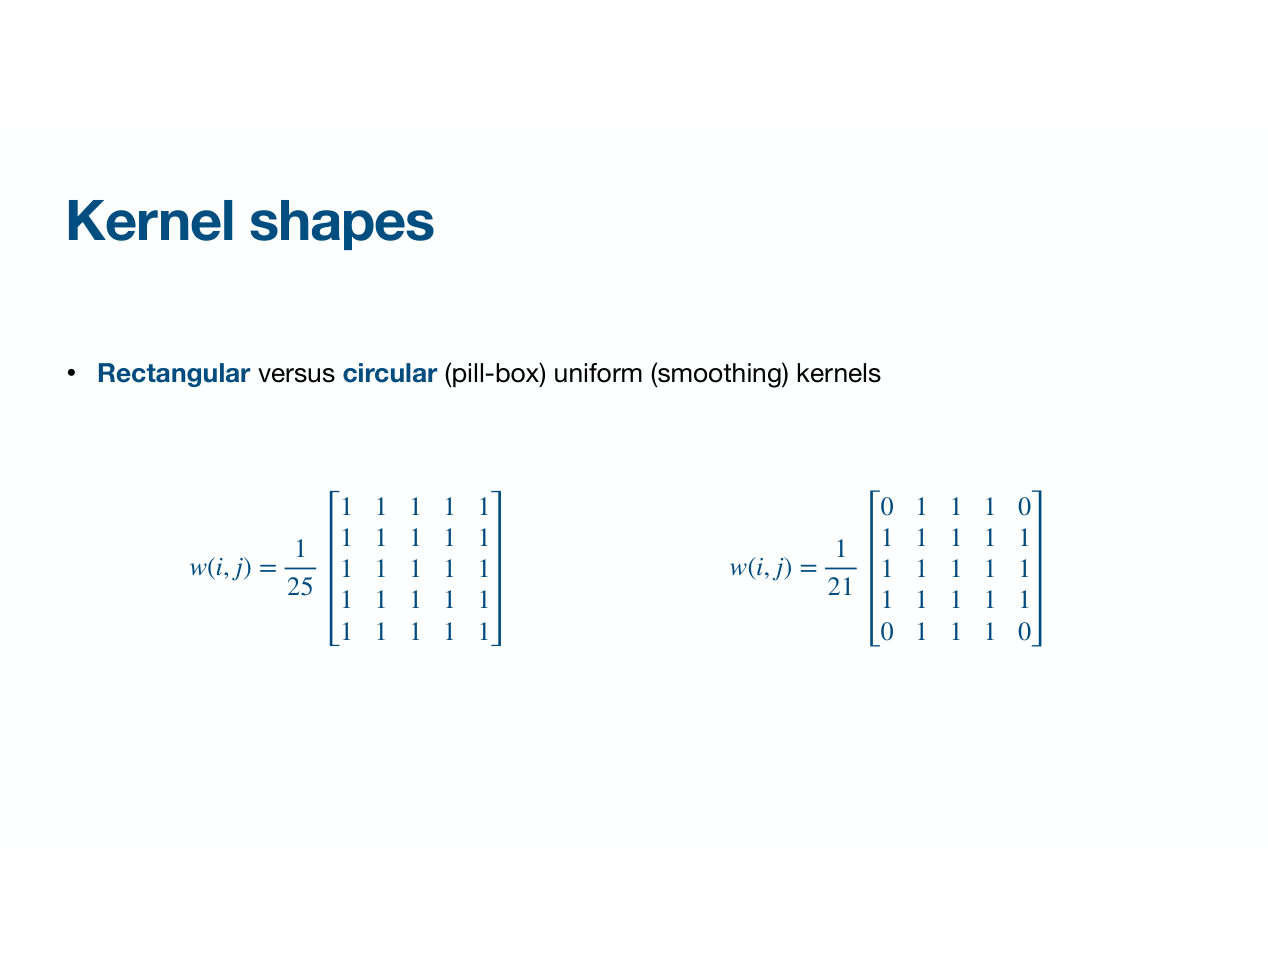 Kernel shapes
• Rectangular versus circular (pill-box) uniform (smoothing) kernels
w(i, j) = 1/25 [1 1 1 1 1
1 1 1 1 1
1 1 1 1 1
1 1 1 1 1
1 1 1 1 1]
w(i, j) = 1/21 [0 1 1 1 0
1 1 1 1 1
1 1 1 1 1
1 1 1 1 1
0 1 1 1 0]